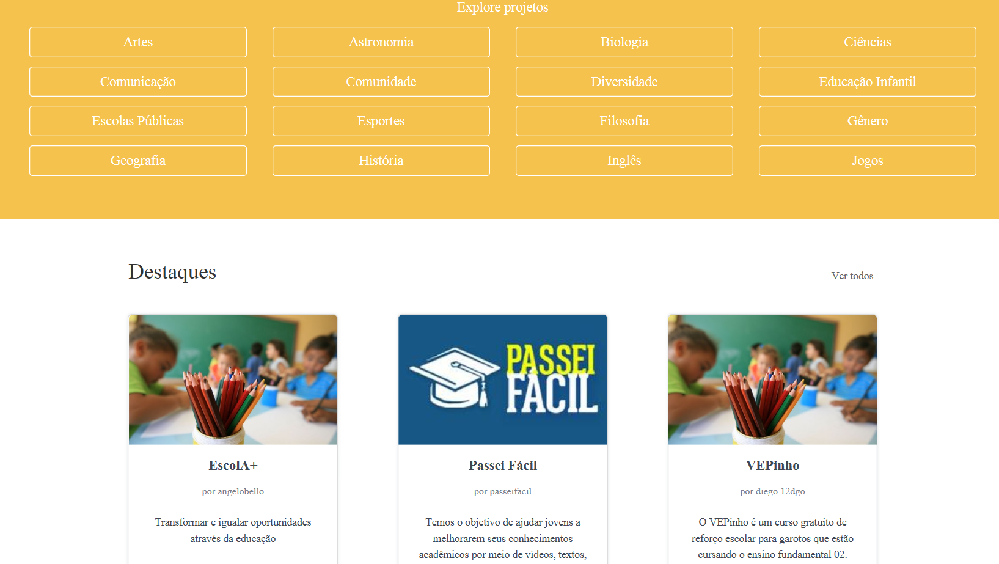 Explore projetos
Artes
Astronomia
Biologia
Ciências
Comunicação
Comunidade
Diversidade
Educação Infantil
Escolas Públicas
Esportes
Filosofia
Gênero
Geografia
História
Inglês
Jogos
Destaques
Ver todos
PASSEI
FÁCIL
EscolA+
por angelobello
Transformar e igualar oportunidades
através da educação
Passei Fácil
por passeifacil
Temos o objetivo de ajudar jovens a
melhorarem seus conhecimentos
acadêmicos por meio de vídeos, textos,
VEPinho
por diego.12dgo
O VEPinho é um curso gratuito de
reforço escolar para garotos que estão
cursando o ensino fundamental 02.